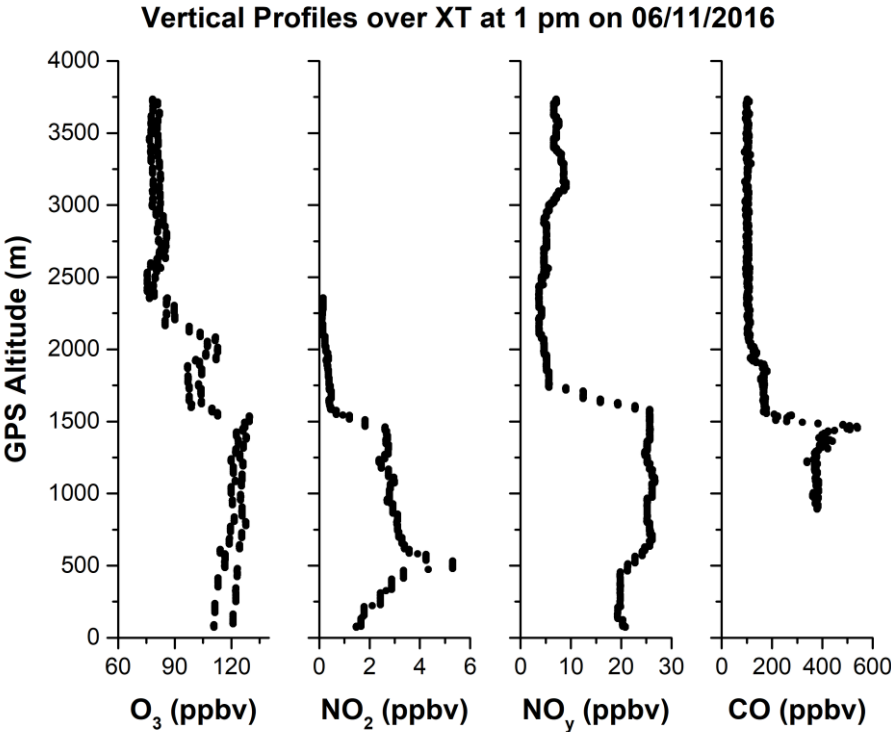 Vertical Profiles over XT at 1 pm on 06/11/2016
GPS Altitude (m)
4000
3500
3000
2500
2000
1500
1000
500
0
60 90 120
0 2 4 6
0 10 20 30
0 200 400 600
O₃ (ppbv) NO₂ (ppbv) NOᵧ (ppbv) CO (ppbv)